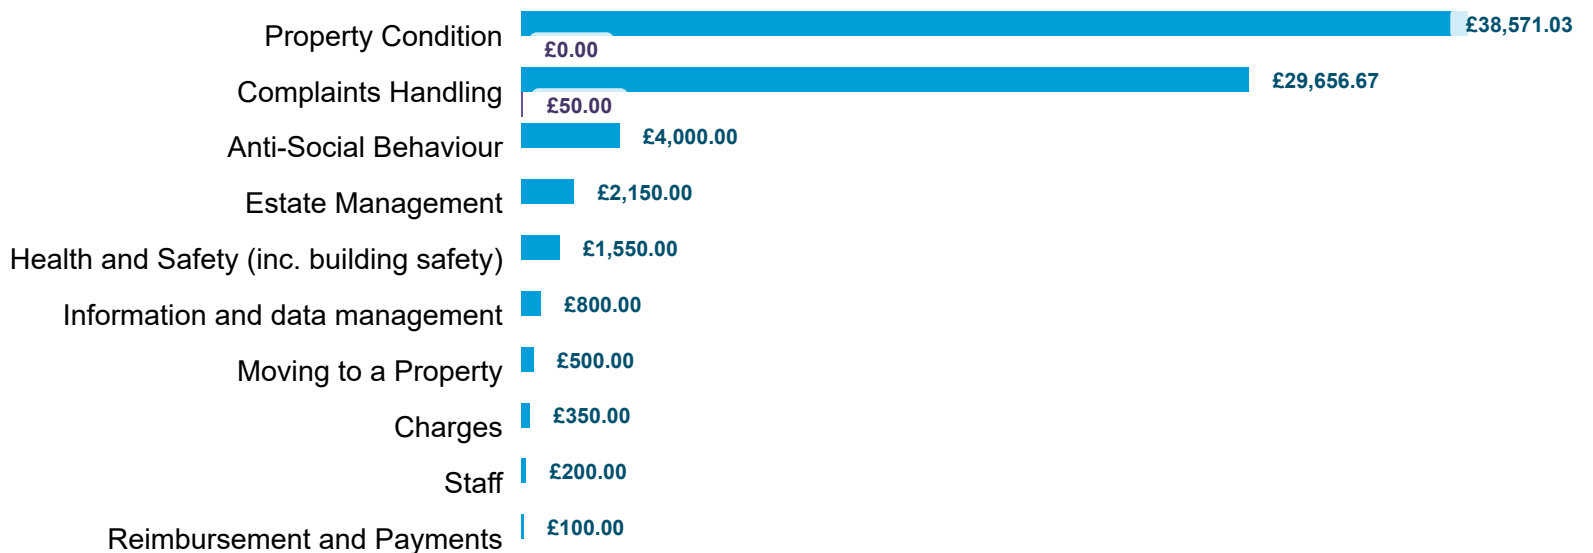 £38,571.03
Property Condition
£0.00
£29,656.67
Complaints Handling
£50.00
Anti-Social Behaviour £4,000.00
Estate Management £2,150.00
Health and Safety (inc. building safety) £1,550.00
Information and data management £800.00
Moving to a Property £500.00
Charges £350.00
Staff £200.00
Reimbursement and Payments £100.00